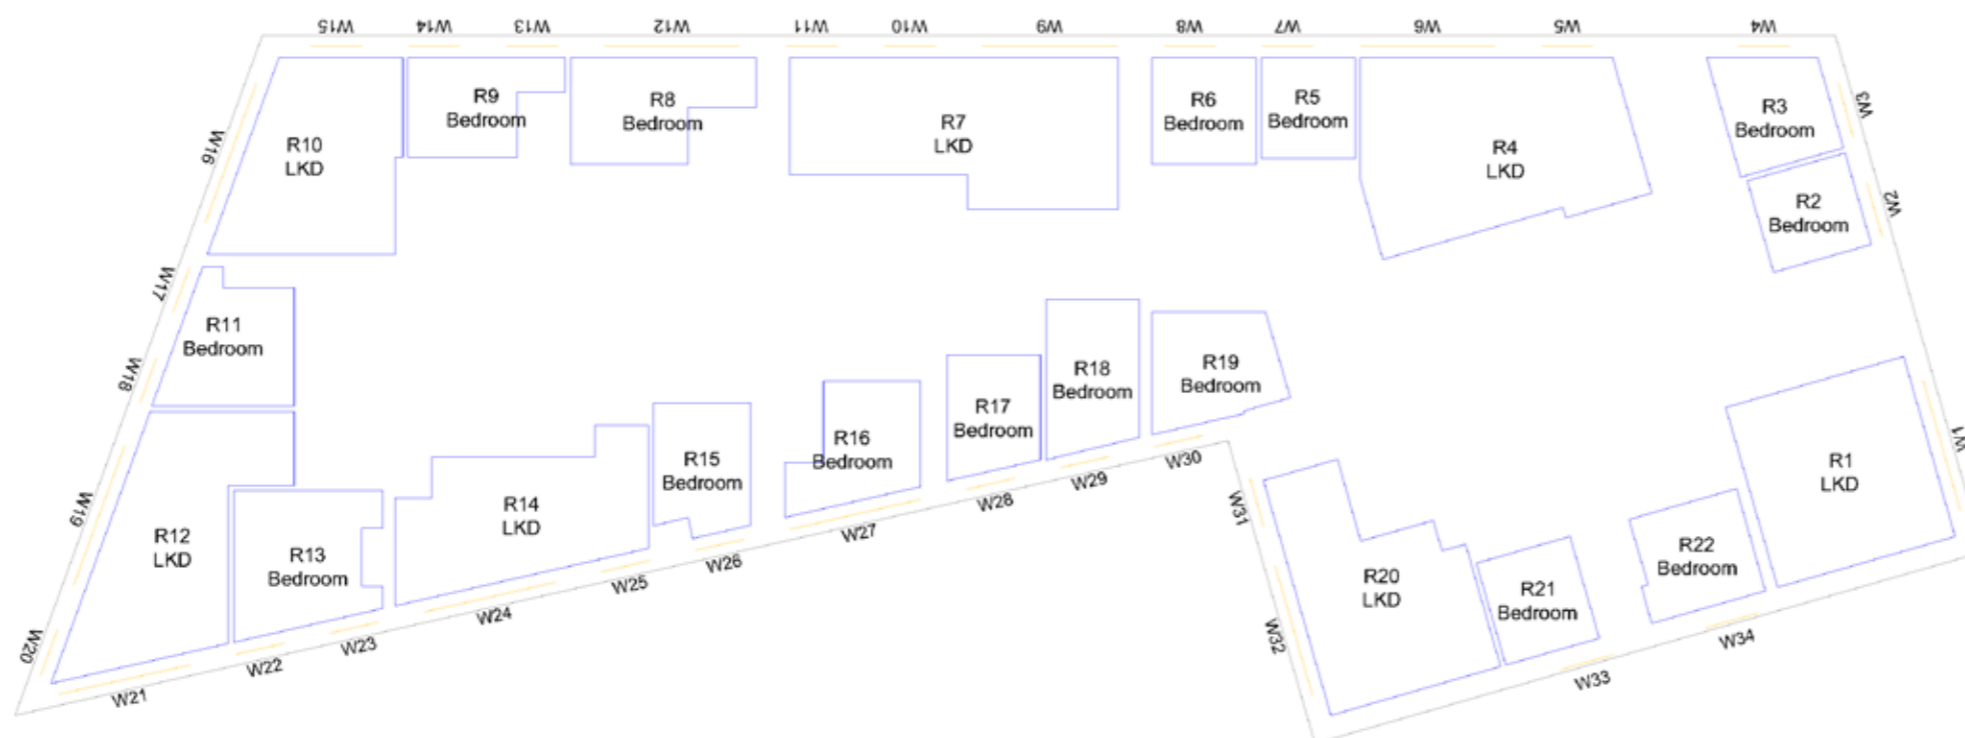 W15 W14 W13 W12 W11 W10 W9 W8 W7 W6 W5 W4
W3
R9
Bedroom
R8
Bedroom
R7
LKD
R6
Bedroom
R5
Bedroom
R4
LKD
R3
Bedroom
W16
R10
LKD
W2
R2
Bedroom
W17
R11
Bedroom
W18
R18
Bedroom
R19
Bedroom
R17
Bedroom
R16
Bedroom
R15
Bedroom
R14
LKD
W1
R1
LKD
W30
W29
W28
W27
W26
W25
W24
W23
W22
W21
W20
W19
R12
LKD
R13
Bedroom
W31
W32
R20
LKD
R21
Bedroom
R22
Bedroom
W33
W34